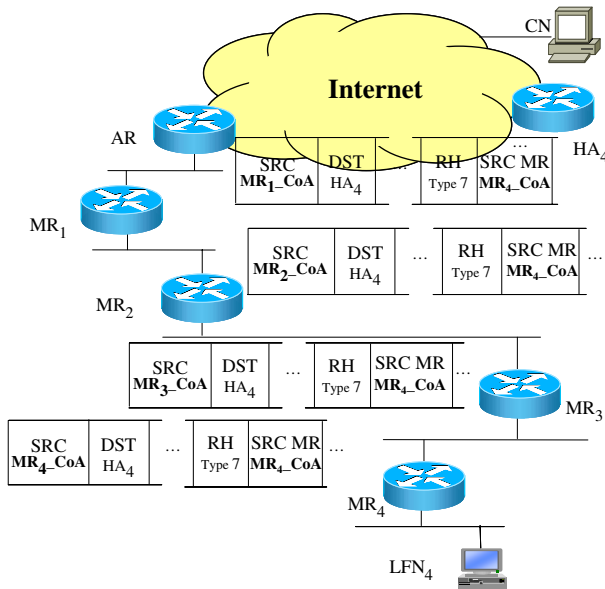 CN
Internet
AR
HA4
SRC DST ... RH SRC MR ...
MR1_CoA HA4 Type 7 MR4_CoA
MR1
SRC DST ... RH SRC MR ...
MR2_CoA HA4 Type 7 MR4_CoA
MR2
SRC DST ... RH SRC MR ...
MR3_CoA HA4 Type 7 MR4_CoA
MR3
SRC DST ... RH SRC MR ...
MR4_CoA HA4 Type 7 MR4_CoA
MR4
LFN4